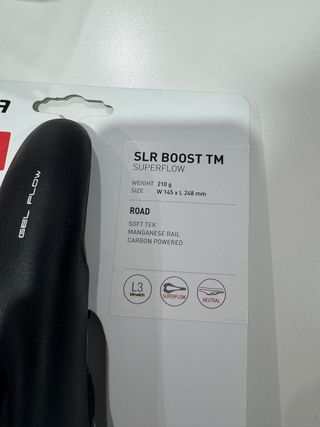 A
GEL FLOW
SLR BOOST TM
SUPERFLOW
WEIGHT 210 g
SIZE W 145 x L 248 mm
ROAD
SOFT TEK
MANGANESE RAIL
CARBON POWERED
L3
idmatch
SUPERFLOW
NEUTRAL